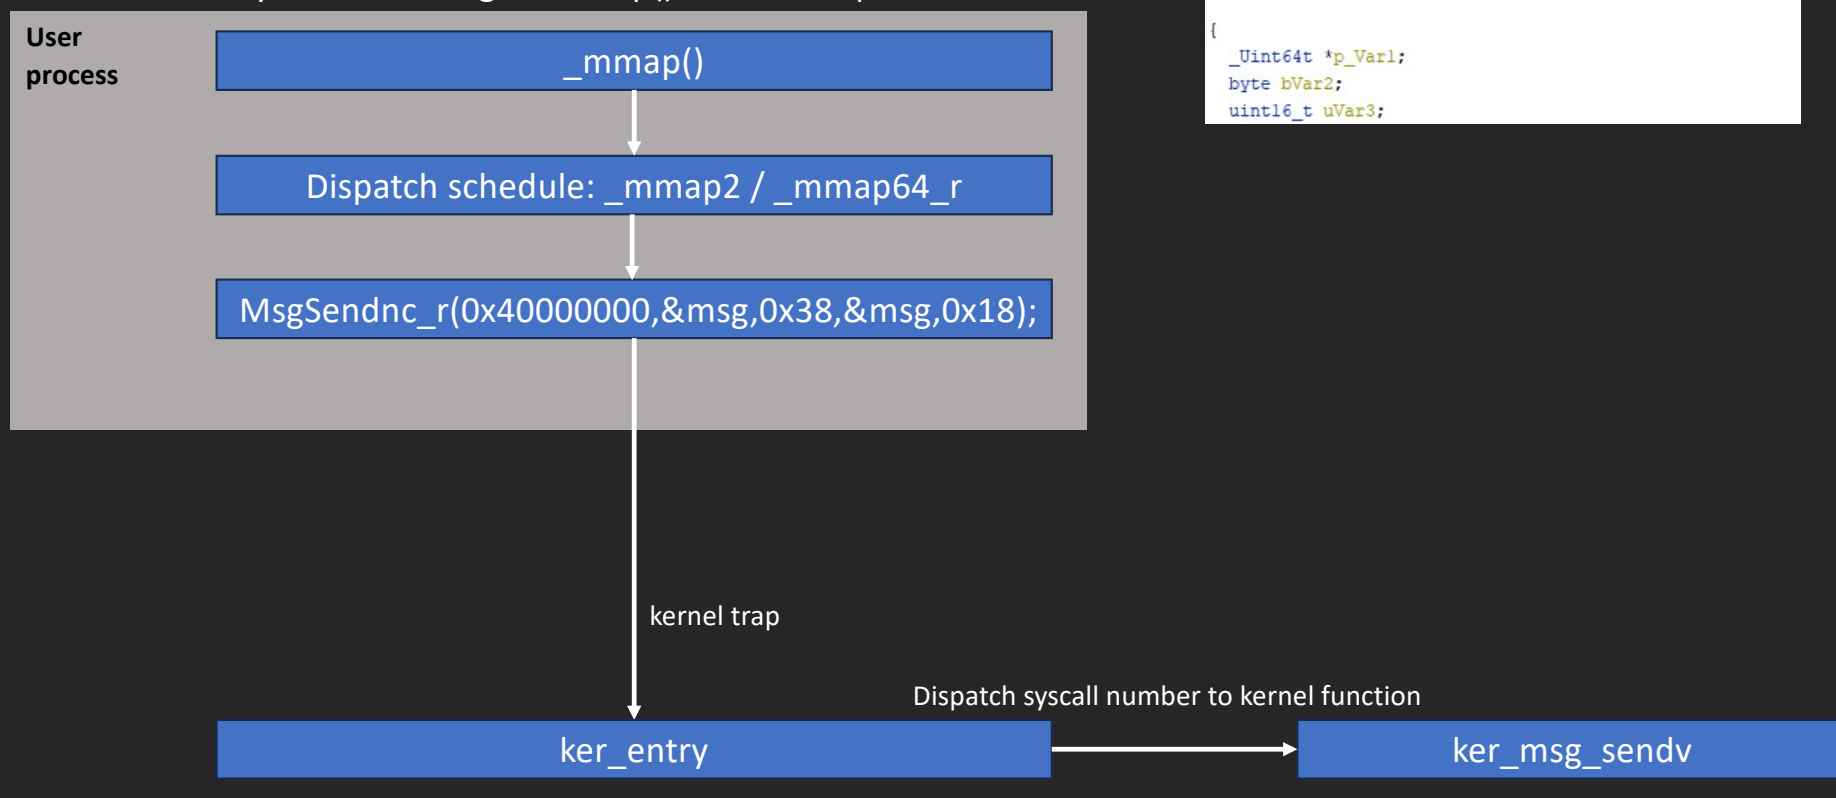 User
process
_mmap()
Dispatch schedule: _mmap2 / _mmap64_r
MsgSendnc_r(0x40000000,&msg,0x38,&msg,0x18);
{
_Uint64t *p_Var1;
byte bVar2;
uint16_t uVar3;
kernel trap
Dispatch syscall number to kernel function
ker_entry
ker_msg_sendv